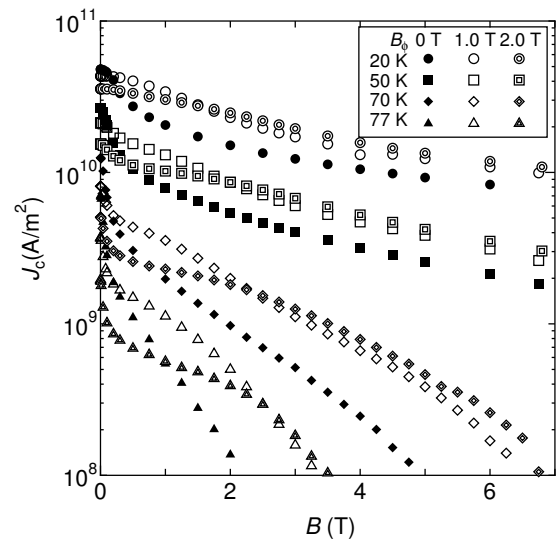 10¹¹
10¹⁰
10⁹
10⁸
J_c(A/m²)
B_ϕ 0 T 1.0 T 2.0 T
20 K
50 K
70 K
77 K
0 2 4 6
B (T)